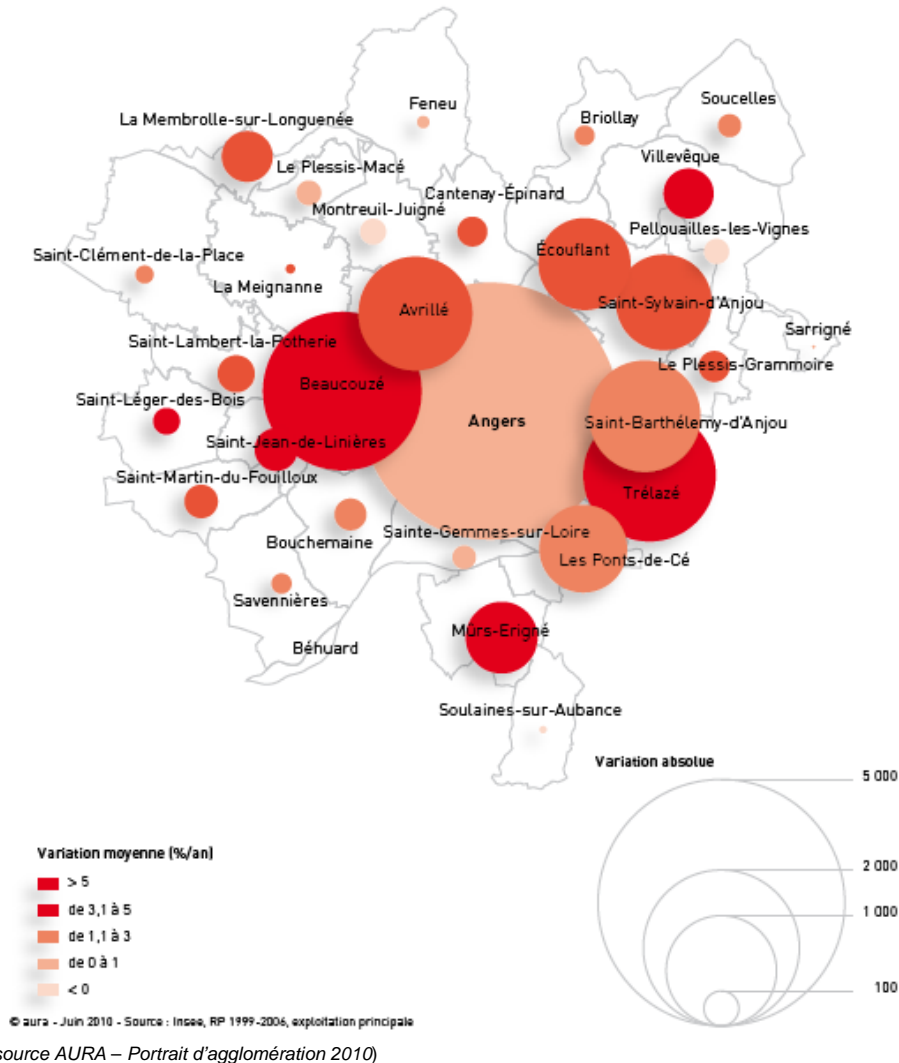 Feneu
Soucelles
La Membrolle-sur-Longuenée
Briollay
Villevêque
Le Plessis-Macé
Cantenay-Épinard
Montreuil-Juigné
Pellouailles-les-Vignes
Écouflant
Saint-Clément-de-la-Place
La Meignanne
Saint-Sylvain-d'Anjou
Avrillé
Sarrigné
Saint-Lambert-la-Potherie
Le Plessis-Grammoire
Beaucouzé
Saint-Léger-des-Bois
Angers
Saint-Barthélemy-d'Anjou
Saint-Jean-de-Linières
Saint-Martin-du-Fouilloux
Trélazé
Sainte-Gemmes-sur-Loire
Bouchemaine
Les Ponts-de-Cé
Savennières
Mûrs-Erigné
Béhuard
Soulaines-sur-Aubance
Variation absolue
5 000
2 000
1 000
100
Variation moyenne (%/an)
> 5
de 3,1 à 5
de 1,1 à 3
de 0 à 1
< 0
© aura - Juin 2010 - Source : Insee, RP 1999-2006, exploitation principale
source AURA – Portrait d'agglomération 2010)